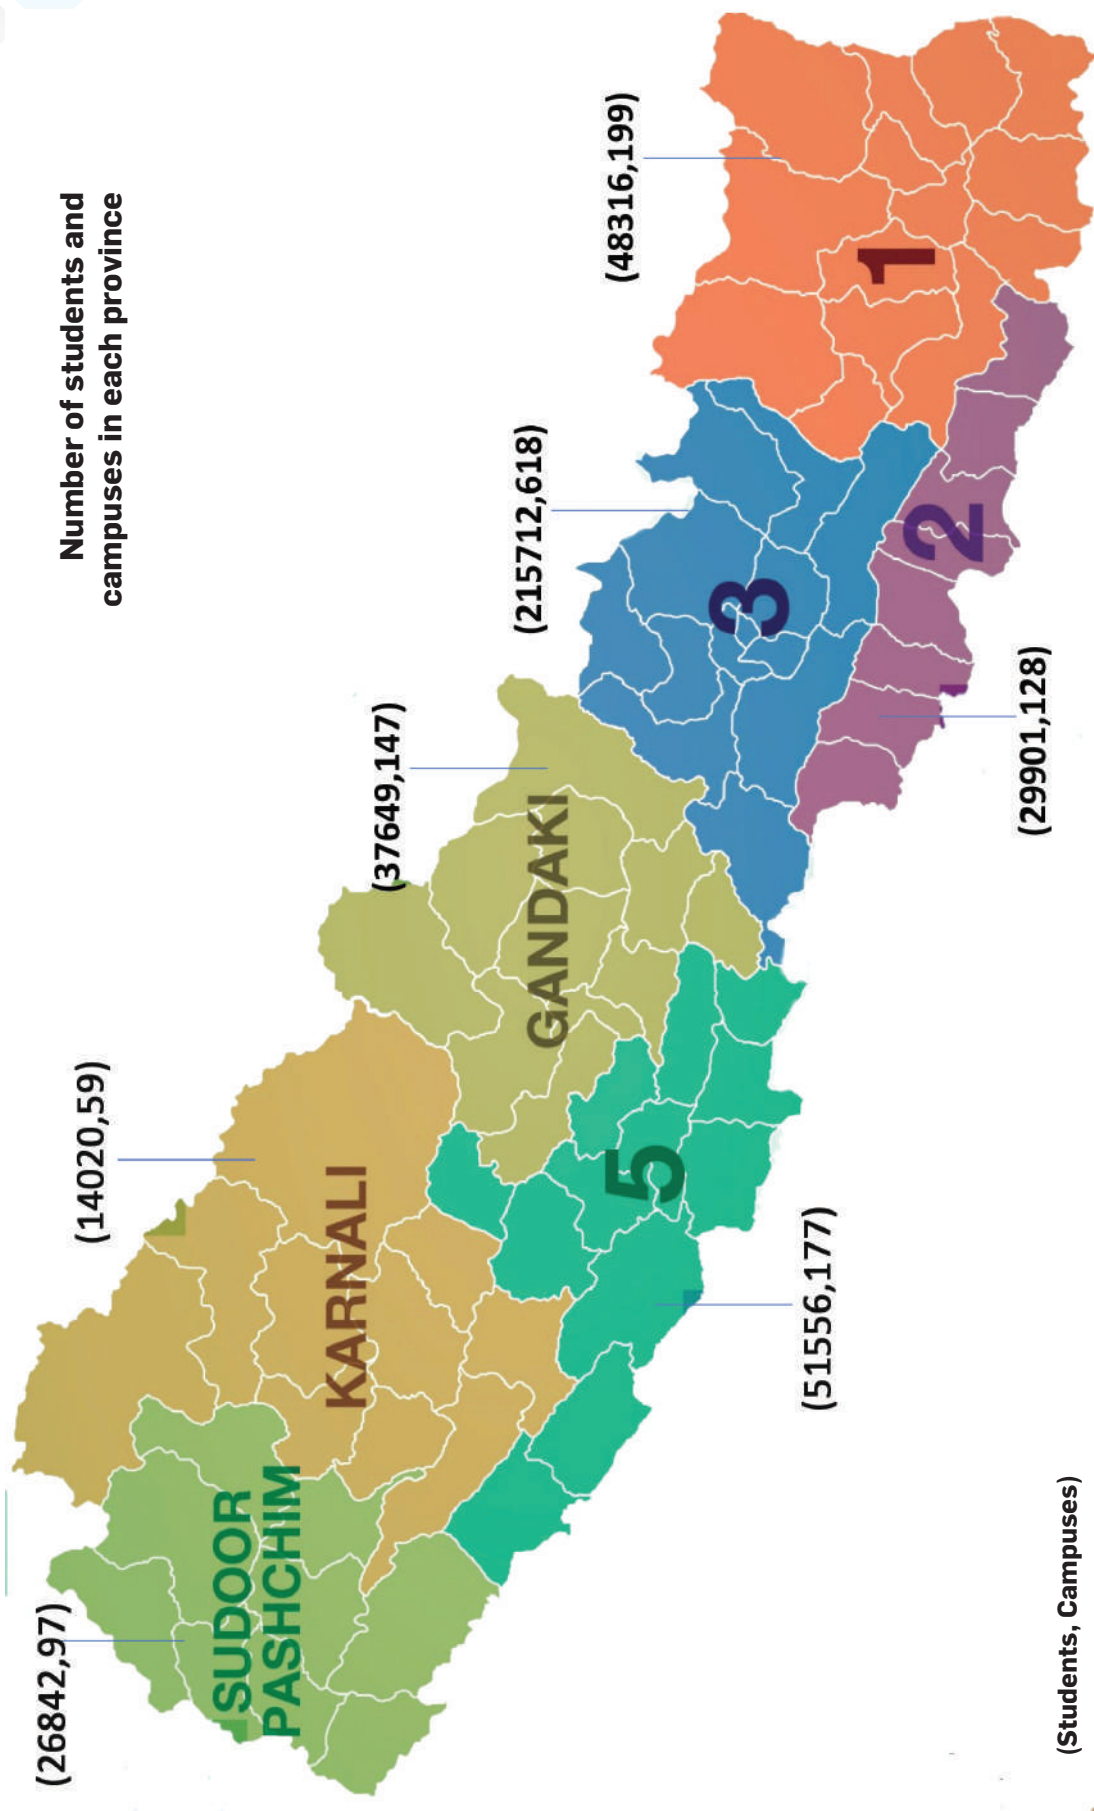 Number of students and
campuses in each province
(26842,97)
(14020,59)
SUDOOR
PASHCHIM
KARNALI
(37649,147)
(215712,618)
GANDAKI
(48316,199)
5
3
(51556,177)
1
2
(29901,128)
(Students, Campuses)